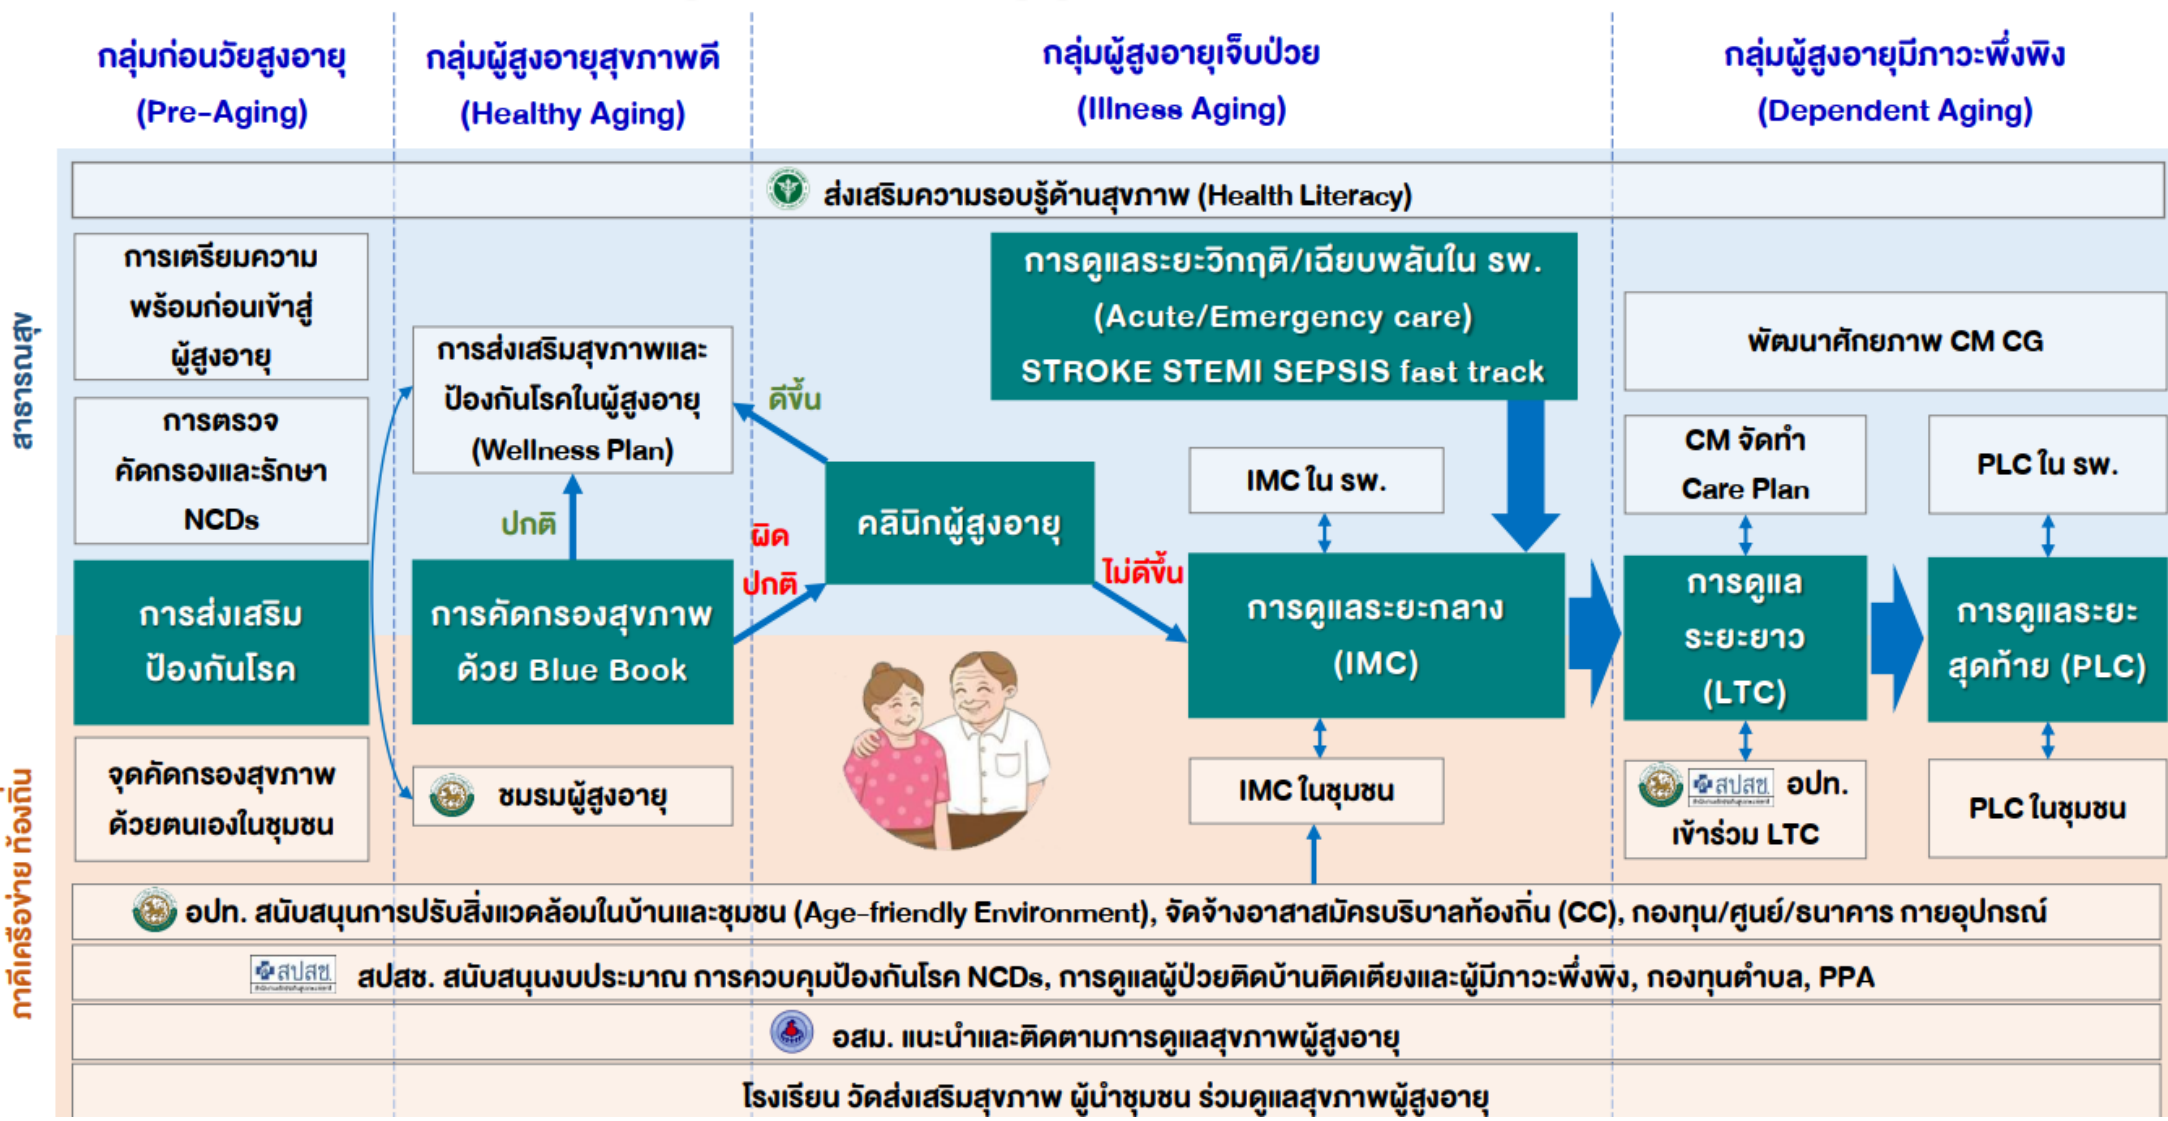 กลุ่มก่อนวัยสูงอายุ
(Pre-Aging)
กลุ่มผู้สูงอายุสุขภาพดี
(Healthy Aging)
กลุ่มผู้สูงอายุเจ็บป่วย
(Illness Aging)
กลุ่มผู้สูงอายุมีภาวะพึ่งพิง
(Dependent Aging)
สาธารณสุข
ส่งเสริมความรอบรู้ด้านสุขภาพ (Health Literacy)
การเตรียมความ
พร้อมก่อนเข้าสู่
ผู้สูงอายุ
การตรวจ
คัดกรองและรักษา
NCDs
การส่งเสริม
ป้องกันโรค
จุดคัดกรองสุขภาพ
ด้วยตนเองในชุมชน
การส่งเสริมสุขภาพและ
ป้องกันโรคในผู้สูงอายุ
(Wellness Plan)
ปกติ
การคัดกรองสุขภาพ
ด้วย Blue Book
ชมรมผู้สูงอายุ
ดีขึ้น
ผิด
ปกติ
คลินิกผู้สูงอายุ
ไม่ดีขึ้น
การดูแลระยะวิกฤติ/เฉียบพลันใน รพ.
(Acute/Emergency care)
STROKE STEMI SEPSIS fast track
IMC ใน รพ.
การดูแลระยะกลาง
(IMC)
IMC ในชุมชน
พัฒนาศักยภาพ CM CG
CM จัดทำ
Care Plan
การดูแล
ระยะยาว
(LTC)
สปสช. อปท.
เข้าร่วม LTC
PLC ใน รพ.
การดูแลระยะ
สุดท้าย (PLC)
PLC ในชุมชน
ภาคีเครือข่าย ท้องถิ่น
อปท. สนับสนุนการปรับสิ่งแวดล้อมในบ้านและชุมชน (Age-friendly Environment), จัดจ้างอาสาสมัครบริบาลท้องถิ่น (CC), กองทุน/ศูนย์/ธนาคาร กายอุปกรณ์
สปสช. สปสช. สนับสนุนงบประมาณ การควบคุมป้องกันโรค NCDs, การดูแลผู้ป่วยติดบ้านติดเตียงและผู้มีภาวะพึ่งพิง, กองทุนตำบล, PPA
อสม. แนะนำและติดตามการดูแลสุขภาพผู้สูงอายุ
โรงเรียน วัดส่งเสริมสุขภาพ ผู้นำชุมชน ร่วมดูแลสุขภาพผู้สูงอายุ